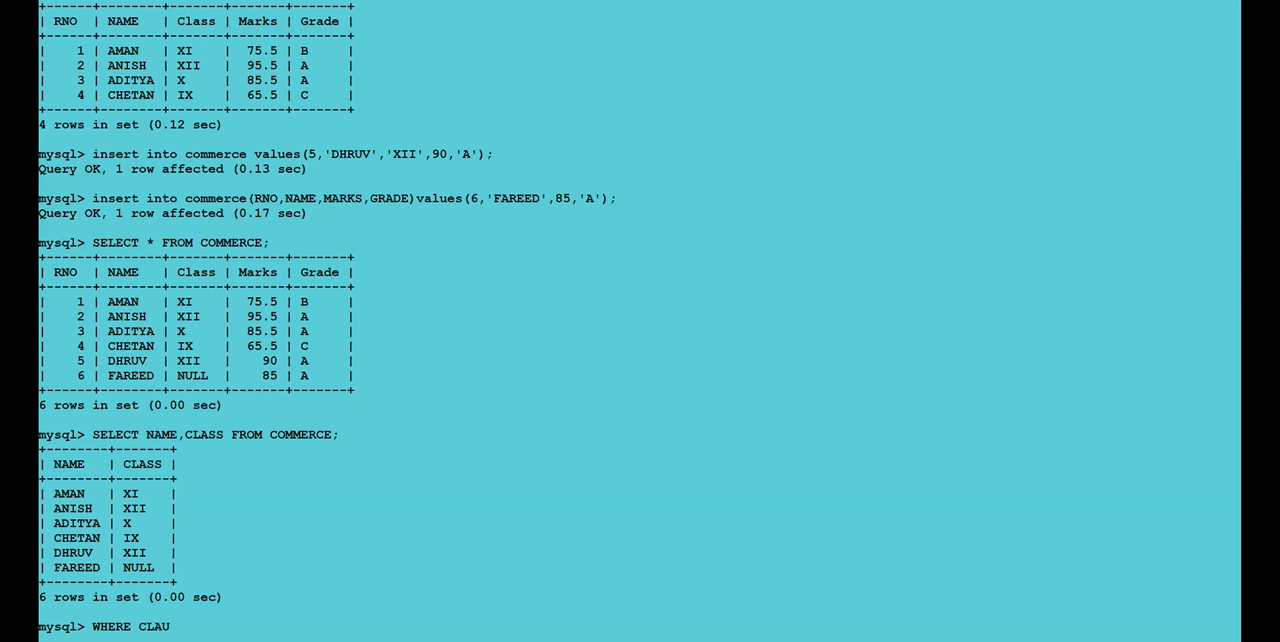 +------+--------+-------+-------+-------+
| RNO  | NAME   | Class | Marks | Grade |
+------+--------+-------+-------+-------+
|    1 | AMAN   | XI    |  75.5 | B     |
|    2 | ANISH  | XII   |  95.5 | A     |
|    3 | ADITYA | X     |  85.5 | A     |
|    4 | CHETAN | IX    |  65.5 | C     |
+------+--------+-------+-------+-------+
4 rows in set (0.12 sec)
mysql> insert into commerce values(5,'DHRUV','XII',90,'A');
Query OK, 1 row affected (0.13 sec)
mysql> insert into commerce(RNO,NAME,MARKS,GRADE)values(6,'FAREED',85,'A');
Query OK, 1 row affected (0.17 sec)
mysql> SELECT * FROM COMMERCE;
+------+--------+-------+-------+-------+
| RNO  | NAME   | Class | Marks | Grade |
+------+--------+-------+-------+-------+
|    1 | AMAN   | XI    |  75.5 | B     |
|    2 | ANISH  | XII   |  95.5 | A     |
|    3 | ADITYA | X     |  85.5 | A     |
|    4 | CHETAN | IX    |  65.5 | C     |
|    5 | DHRUV  | XII   |    90 | A     |
|    6 | FAREED | NULL  |    85 | A     |
+------+--------+-------+-------+-------+
6 rows in set (0.00 sec)
mysql> SELECT NAME,CLASS FROM COMMERCE;
+--------+-------+
| NAME   | CLASS |
+--------+-------+
| AMAN   | XI    |
| ANISH  | XII   |
| ADITYA | X     |
| CHETAN | IX    |
| DHRUV  | XII   |
| FAREED | NULL  |
+--------+-------+
6 rows in set (0.00 sec)
mysql> WHERE CLAU